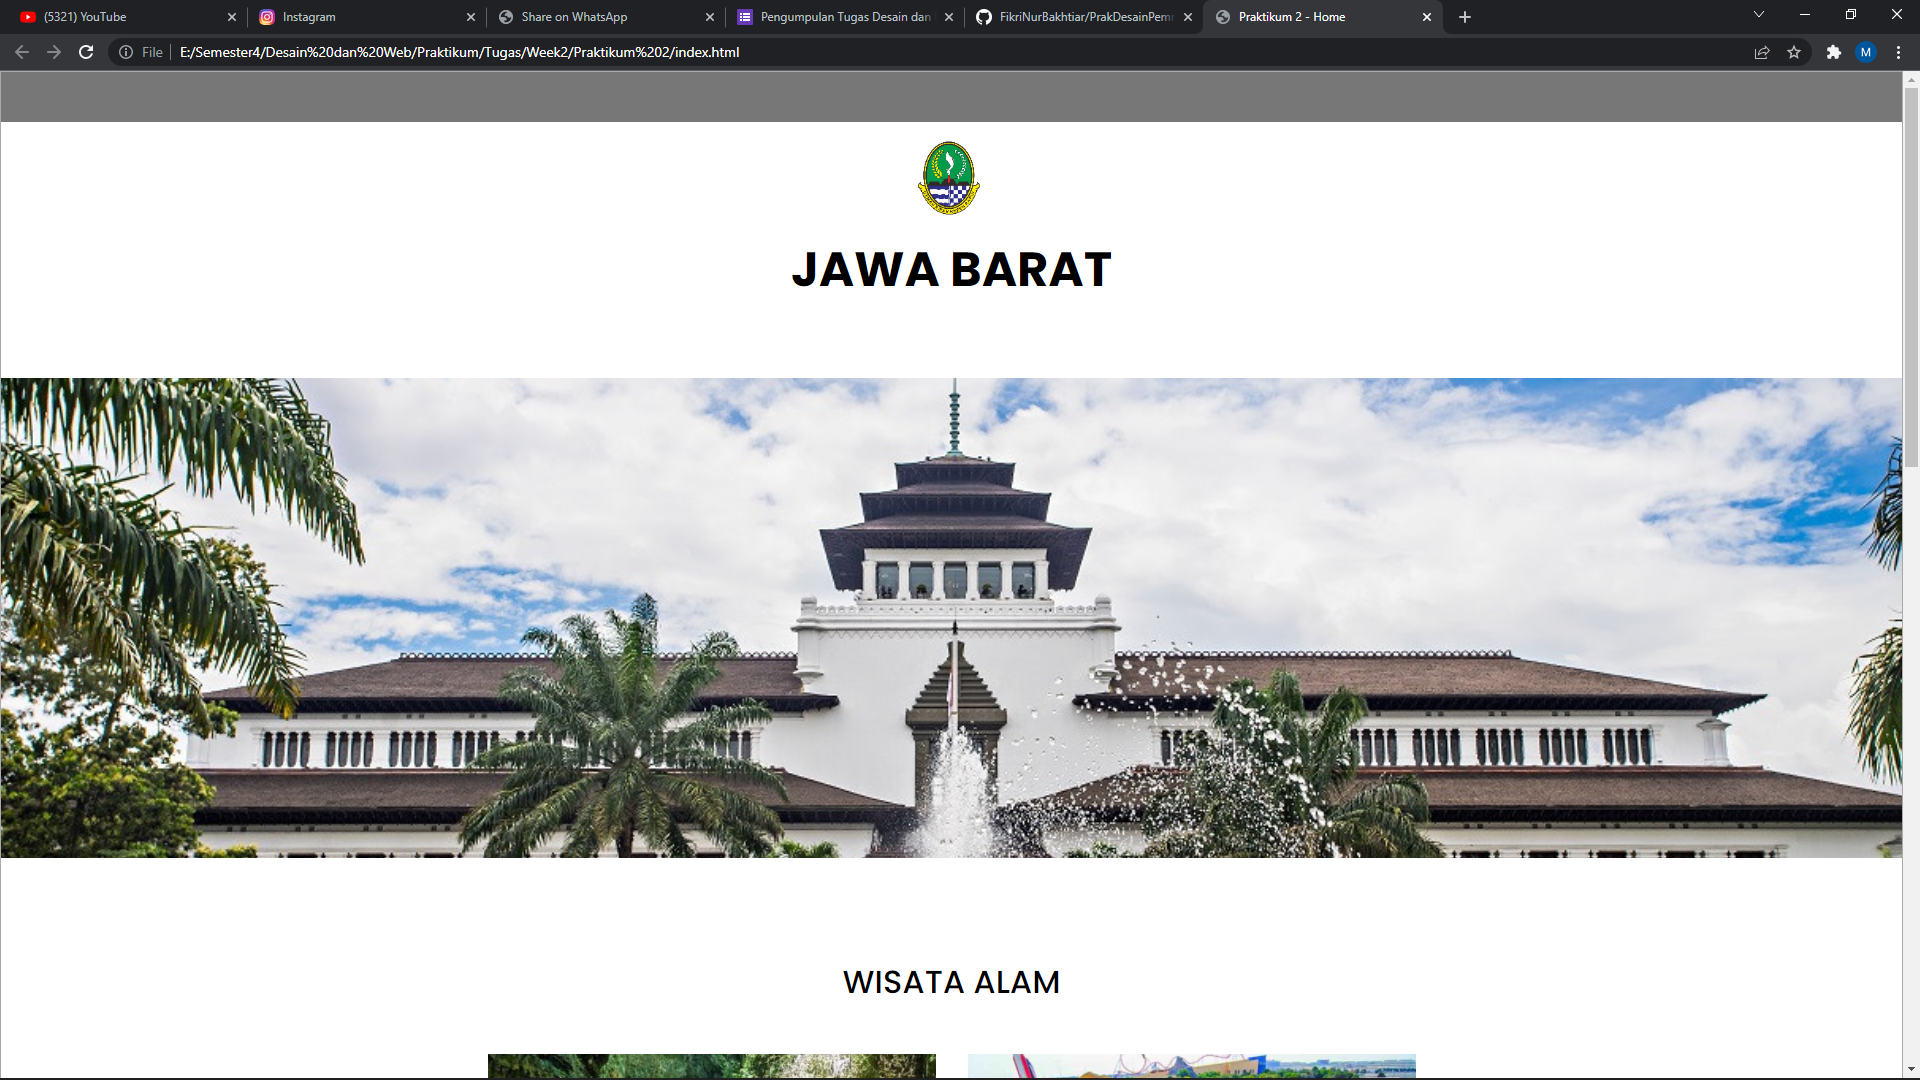 (5321) YouTube
Instagram
Share on WhatsApp
Pengumpulan Tugas Desain dan
FikriNurBakhtiar/PrakDesainPem
Praktikum 2 - Home
File
E:/Semester4/Desain%20dan%20Web/Praktikum/Tugas/Week2/Praktikum%202/index.html
M
JAWA BARAT
WISATA ALAM